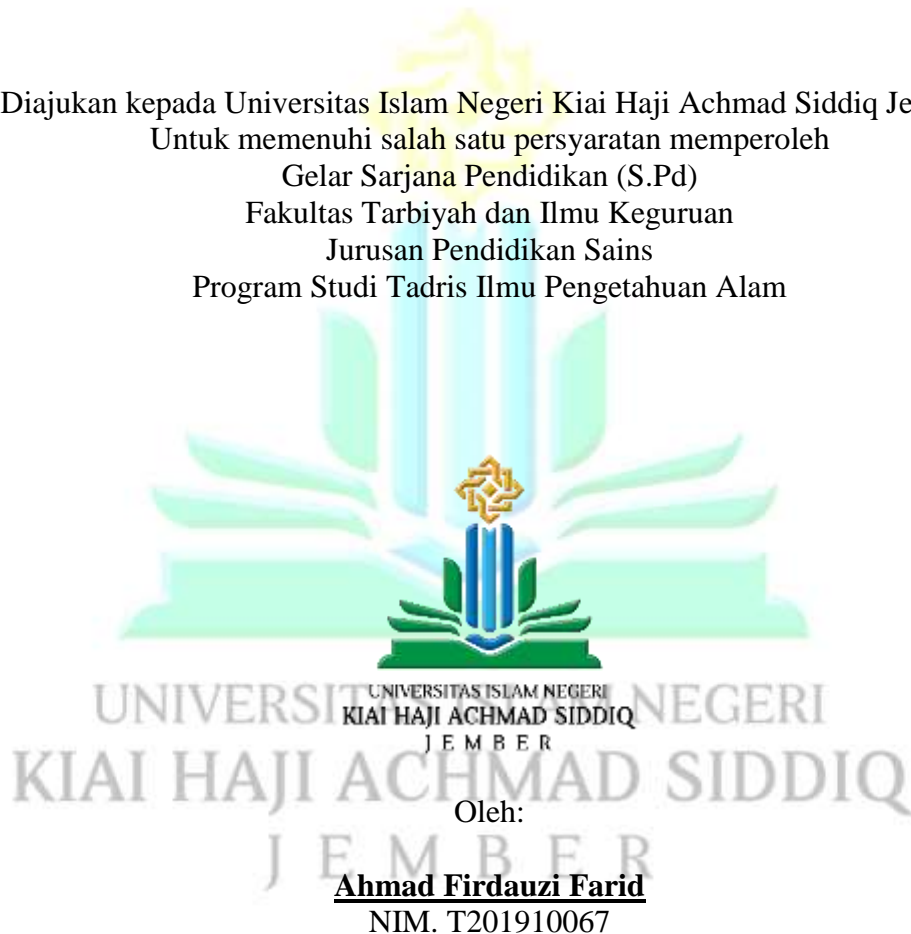 Diajukan kepada Universitas Islam Negeri Kiai Haji Achmad Siddiq Je
Untuk memenuhi salah satu persyaratan memperoleh
Gelar Sarjana Pendidikan (S.Pd)
Fakultas Tarbiyah dan Ilmu Keguruan
Jurusan Pendidikan Sains
Program Studi Tadris Ilmu Pengetahuan Alam
UNIVERSITAS ISLAM NEGERI
KIAI HAJI ACHMAD SIDDIQ
JEMBER
UNIVERSITAS ISLAM NEGERI
KIAI HAJI ACHMAD SIDDIQ
JEMBER
Oleh:
Ahmad Firdauzi Farid
NIM. T201910067